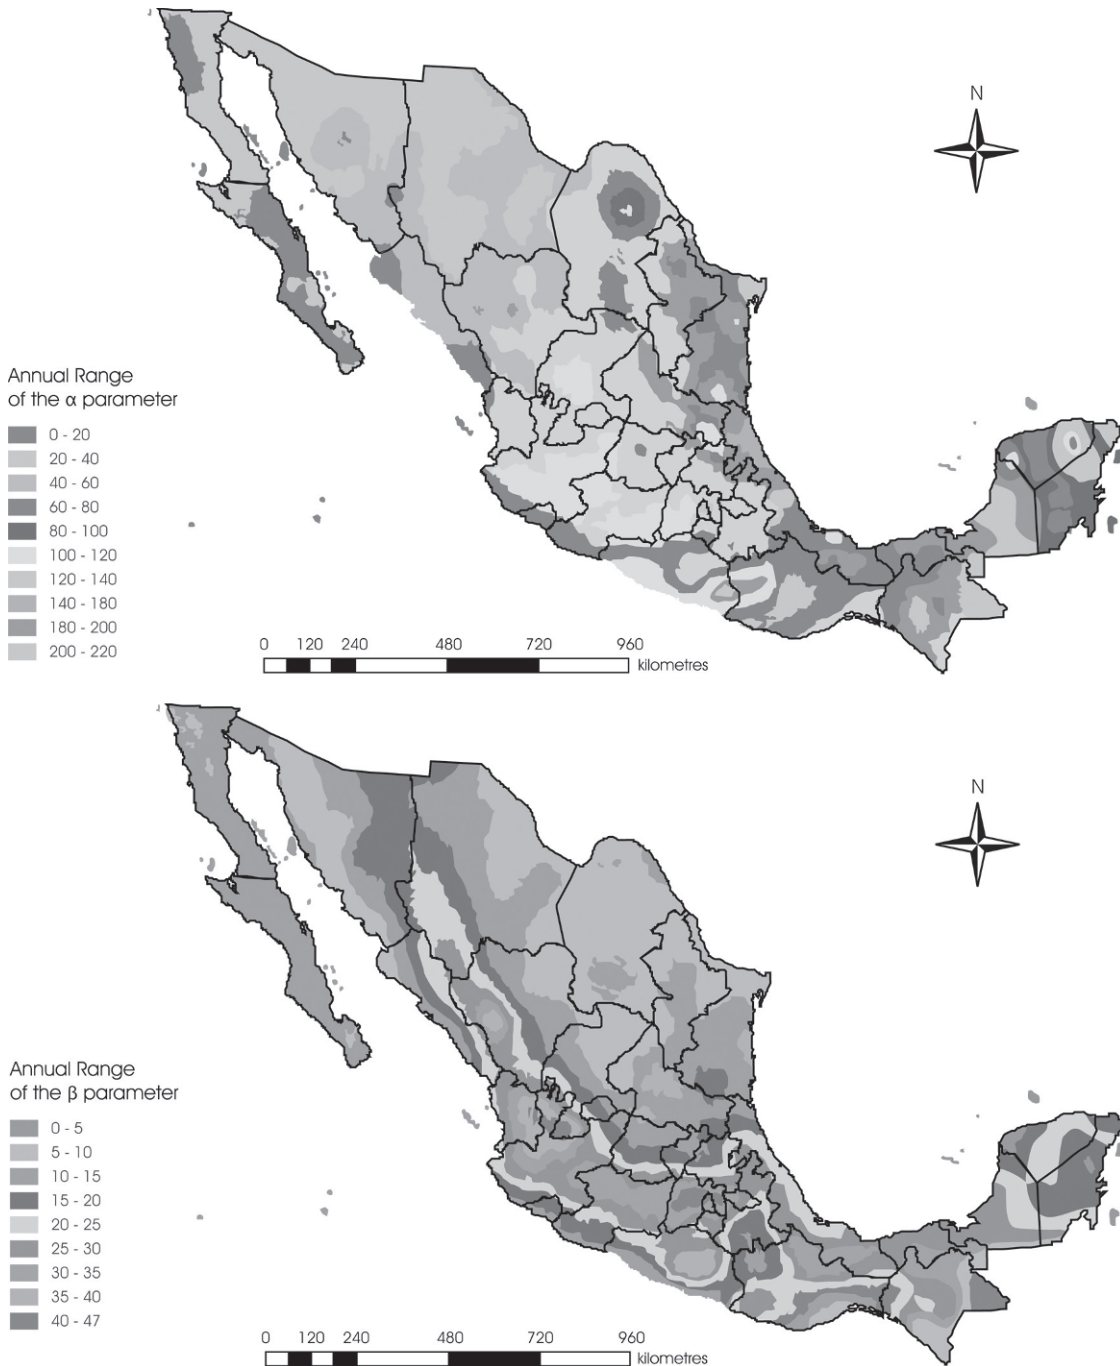 N
Annual Range
of the α parameter
0 - 20
20 - 40
40 - 60
60 - 80
80 - 100
100 - 120
120 - 140
140 - 180
180 - 200
200 - 220
0 120 240 480 720 960
kilometres
N
Annual Range
of the β parameter
0 - 5
5 - 10
10 - 15
15 - 20
20 - 25
25 - 30
30 - 35
35 - 40
40 - 47
0 120 240 480 720 960
kilometres